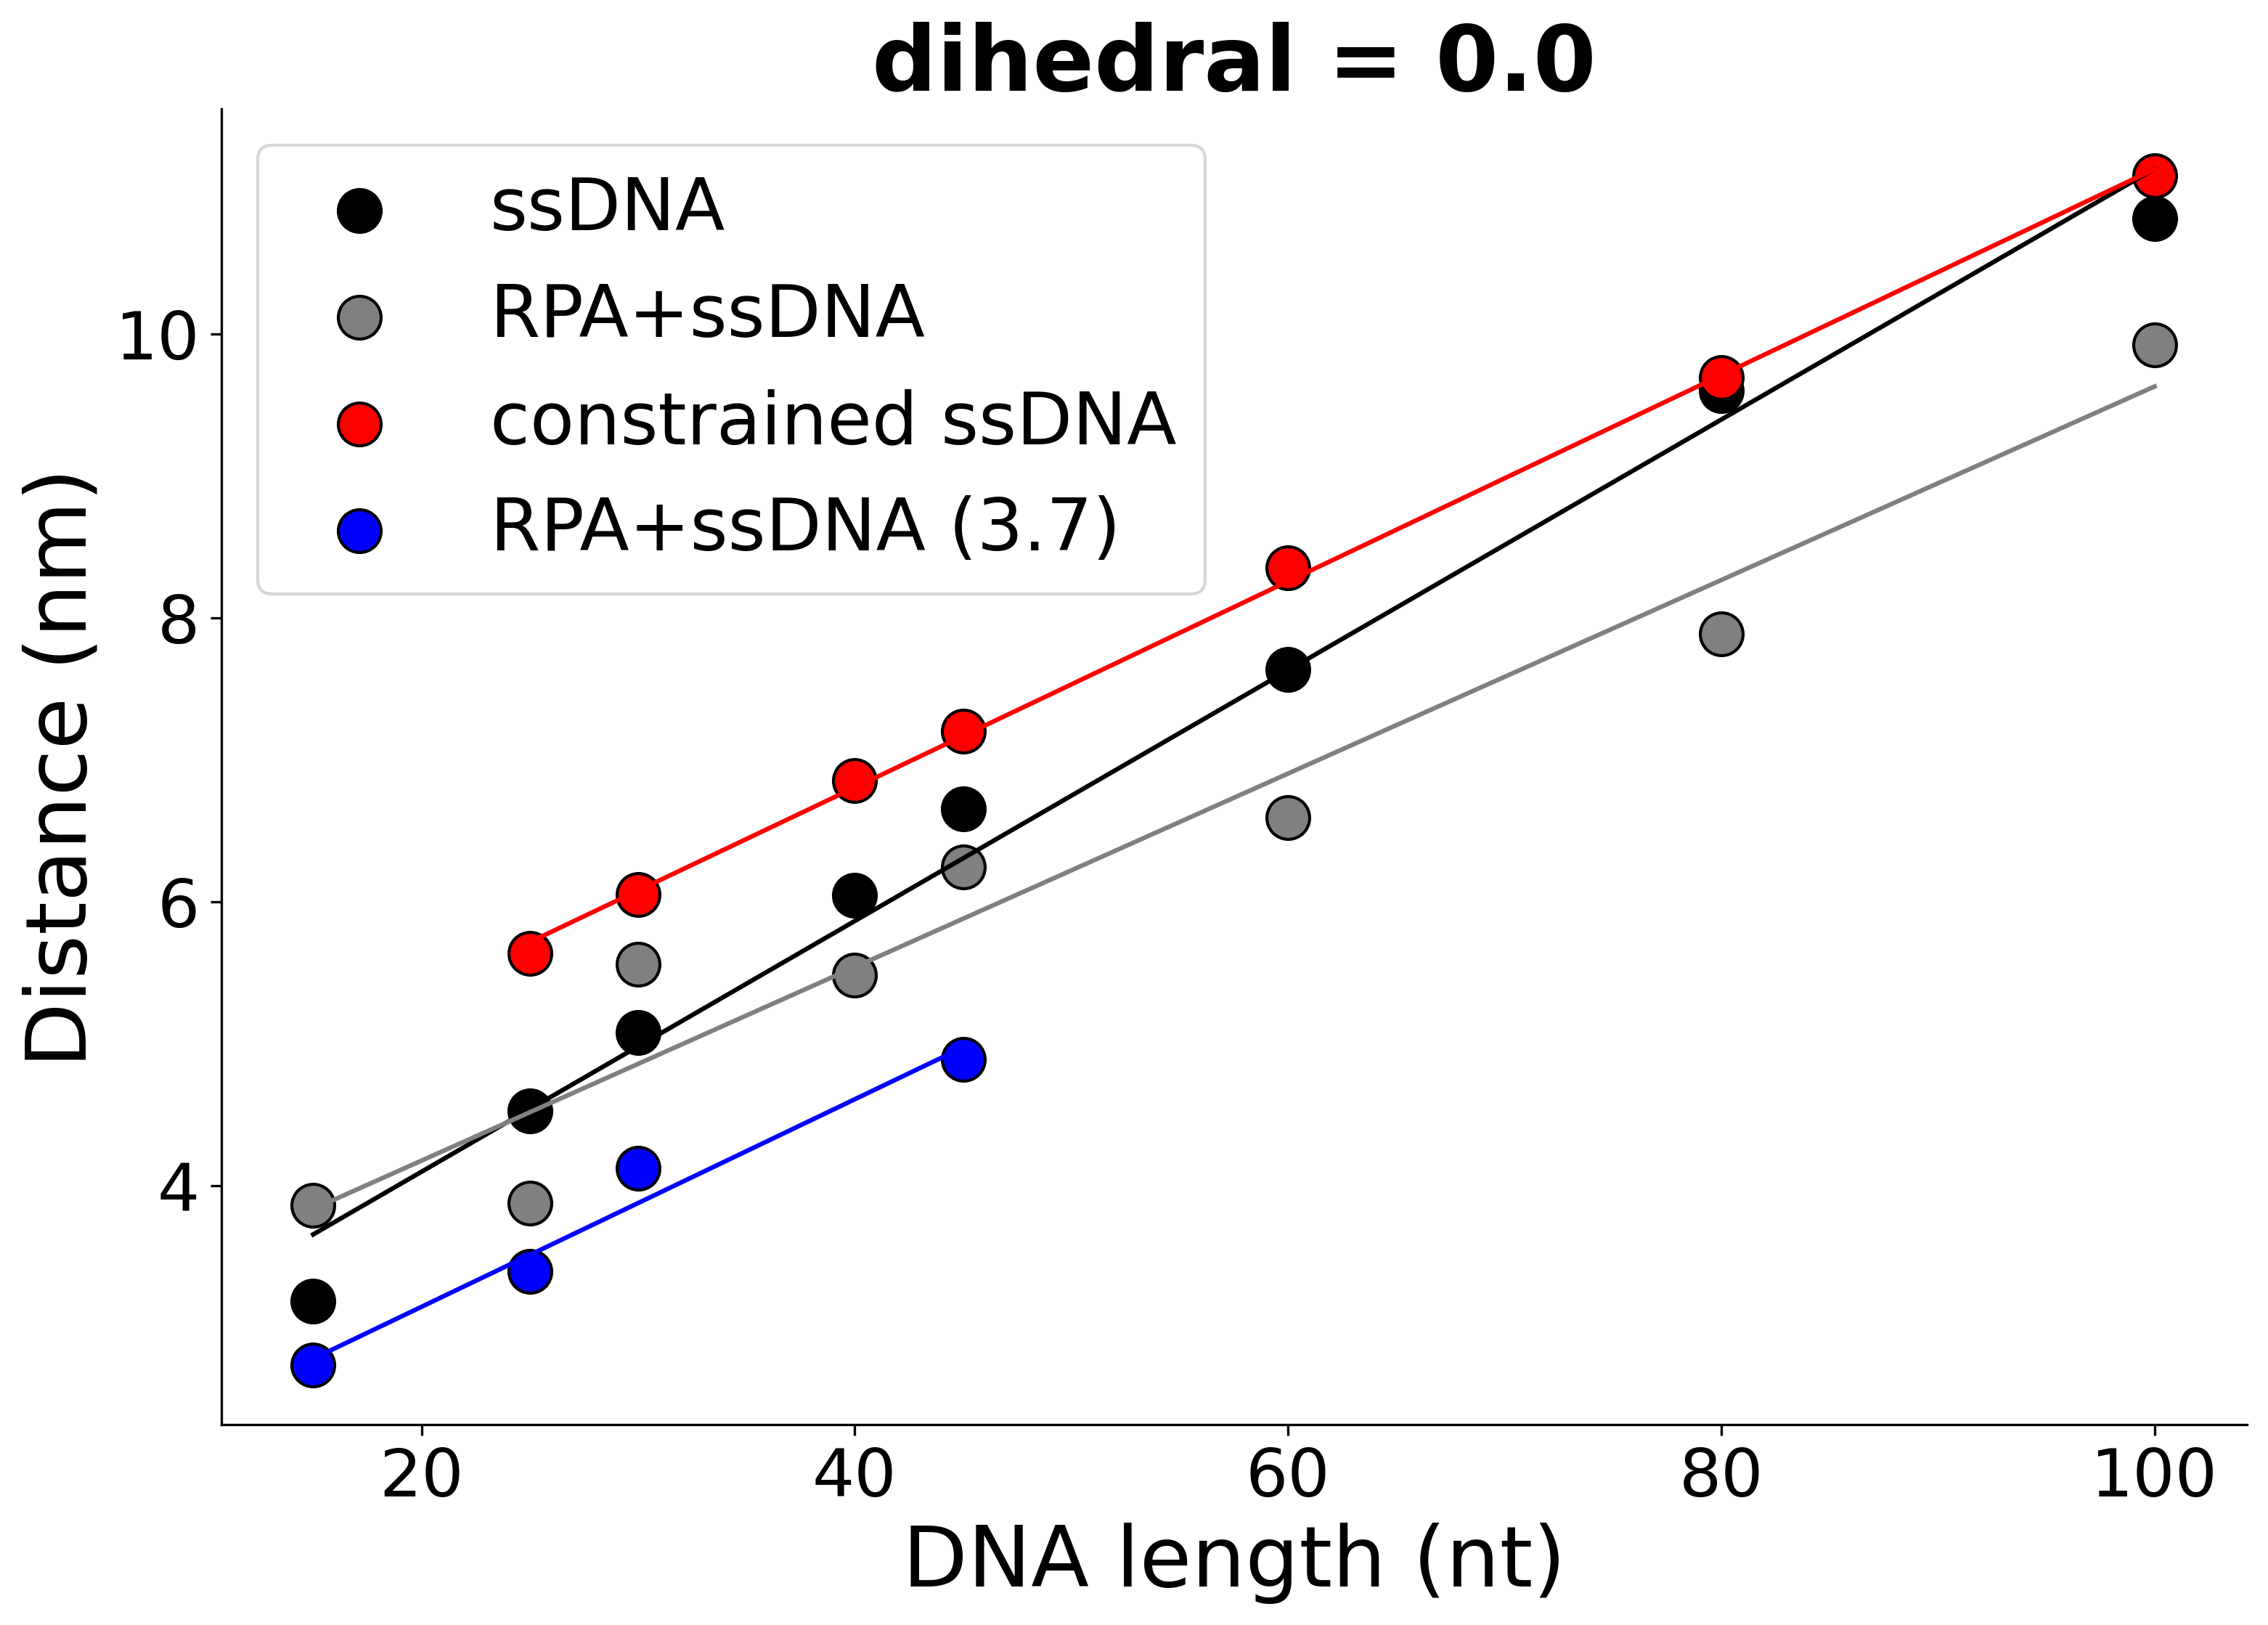 dihedral = 0.0
ssDNA
RPA+ssDNA
constrained ssDNA
RPA+ssDNA (3.7)
Distance (nm)
10
8
6
4
20 40 60 80 100
DNA length (nt)